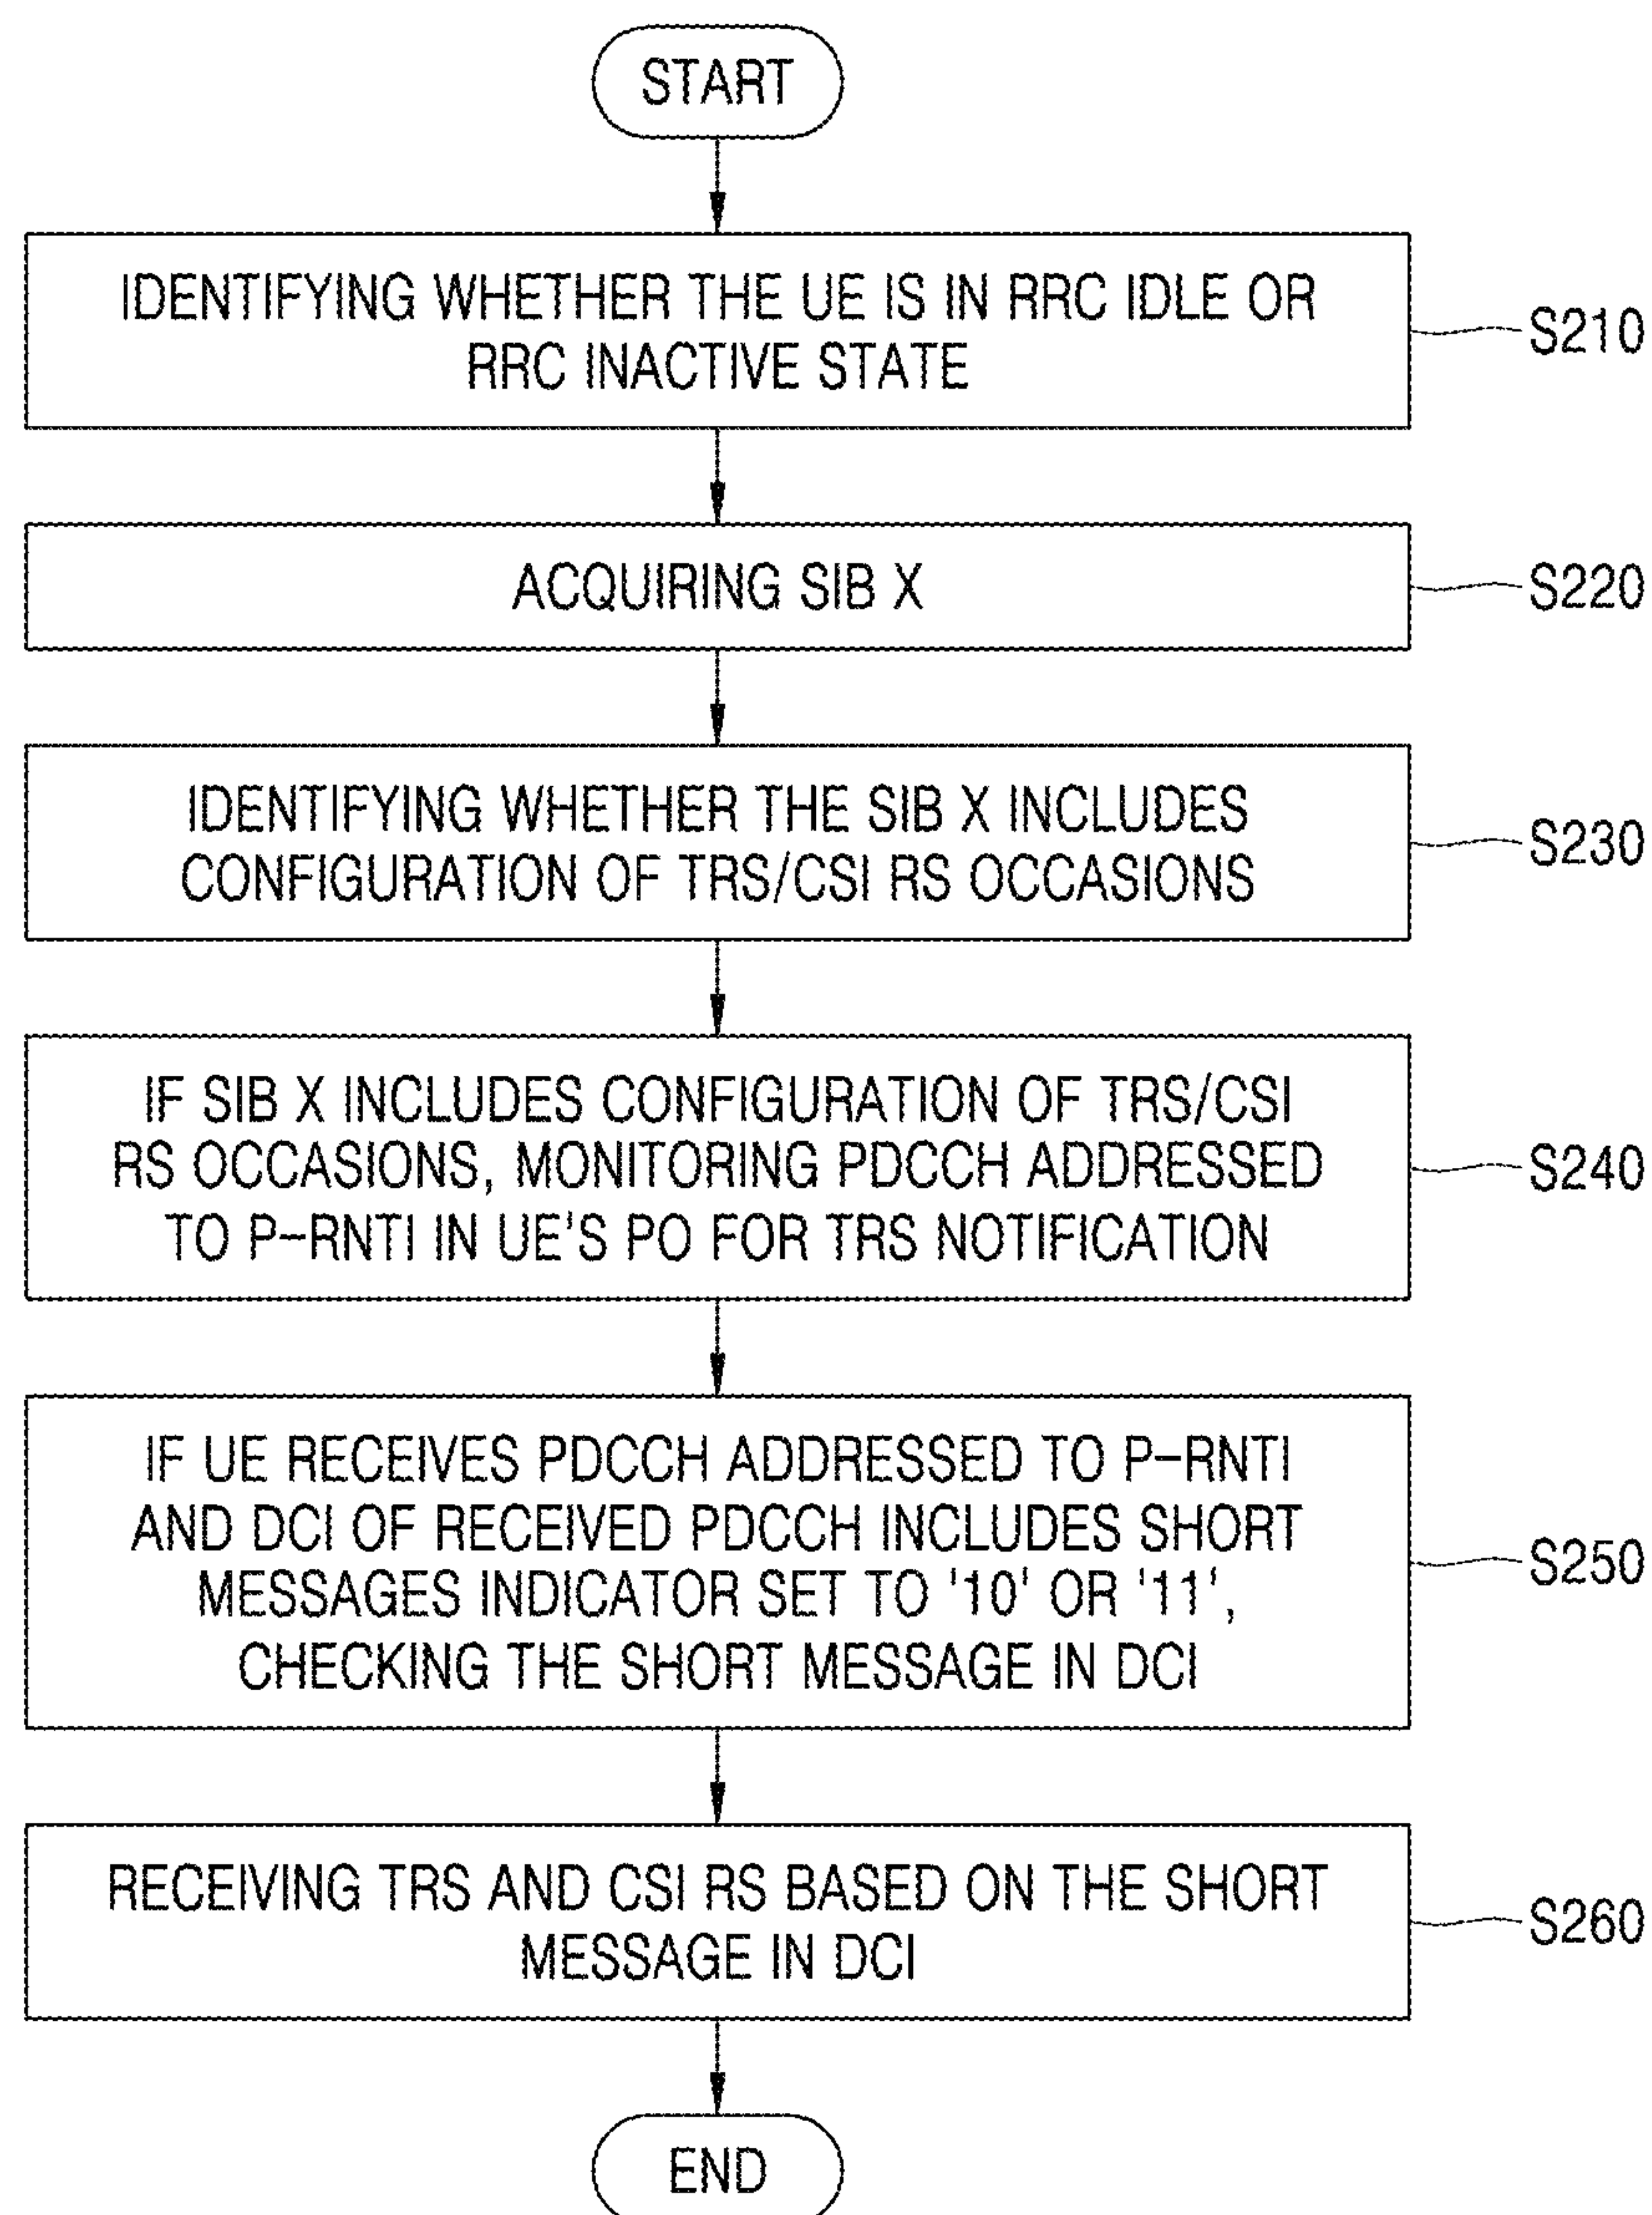 START
IDENTIFYING WHETHER THE UE IS IN RRC IDLE OR
RRC INACTIVE STATE
S210
ACQUIRING SIB X
S220
IDENTIFYING WHETHER THE SIB X INCLUDES
CONFIGURATION OF TRS/CSI RS OCCASIONS
S230
IF SIB X INCLUDES CONFIGURATION OF TRS/CSI
RS OCCASIONS, MONITORING PDCCH ADDRESSED
TO P-RNTI IN UE'S PO FOR TRS NOTIFICATION
S240
IF UE RECEIVES PDCCH ADDRESSED TO P-RNTI
AND DCI OF RECEIVED PDCCH INCLUDES SHORT
MESSAGES INDICATOR SET TO '10' OR '11',
CHECKING THE SHORT MESSAGE IN DCI
S250
RECEIVING TRS AND CSI RS BASED ON THE SHORT
MESSAGE IN DCI
S260
END